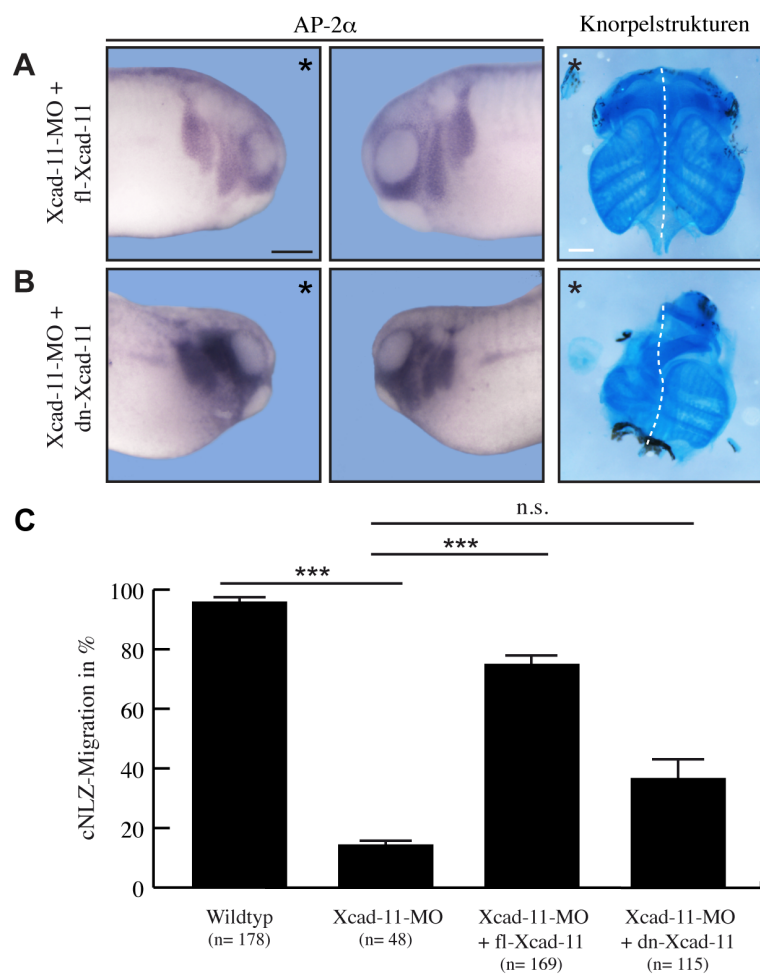 AP-2α
Knorpelstrukturen
A
Xcad-11-MO +
fl-Xcad-11
*
*
B
Xcad-11-MO +
dn-Xcad-11
*
*
C
n.s.
***
***
cNLZ-Migration in %
100
80
60
40
20
0
Wildtyp
(n= 178)
Xcad-11-MO
(n= 48)
Xcad-11-MO
+ fl-Xcad-11
(n= 169)
Xcad-11-MO
+ dn-Xcad-11
(n= 115)